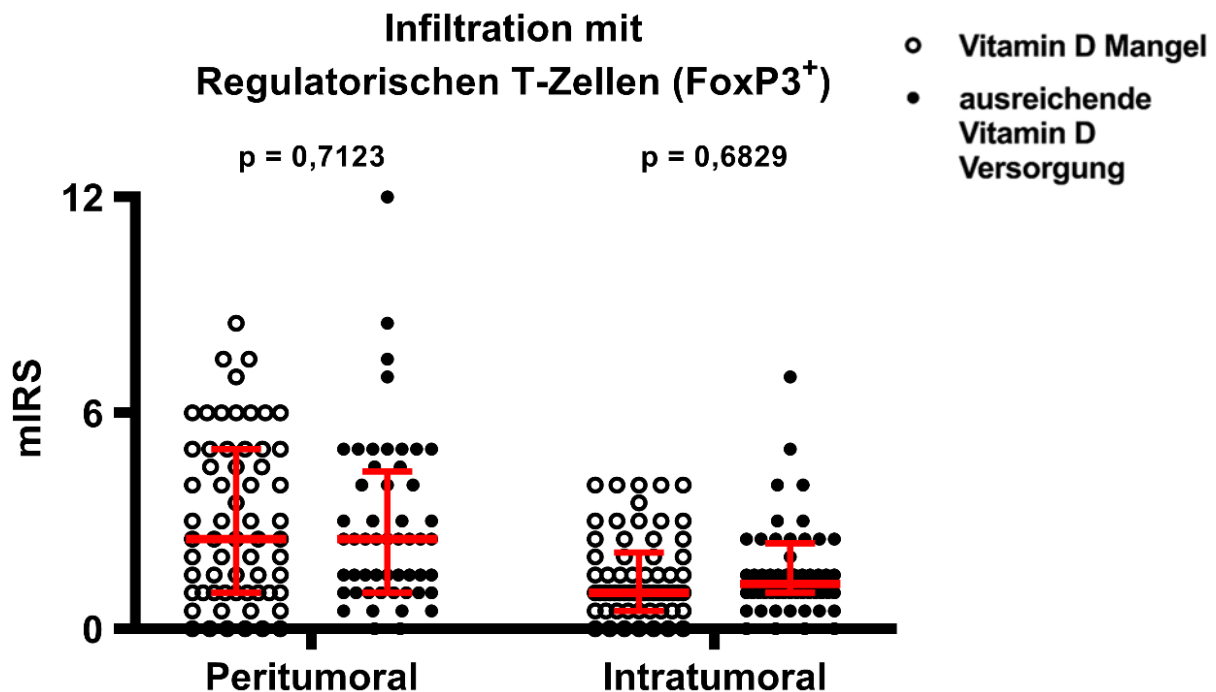 Infiltration mit
Regulatorischen T-Zellen (FoxP3⁺)
Vitamin D Mangel
ausreichende
Vitamin D
Versorgung
p = 0,7123
p = 0,6829
12
6
0
mIRS
Peritumoral
Intratumoral